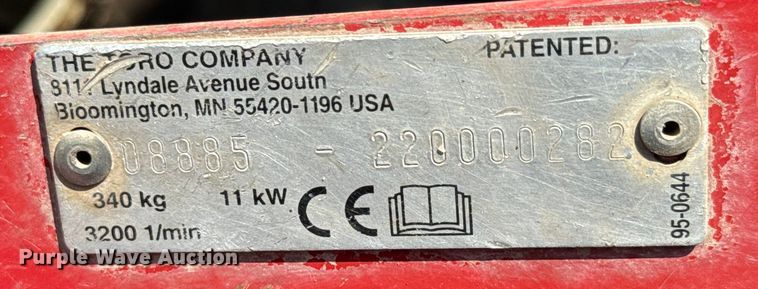 THE TORO COMPANY
8111 Lyndale Avenue South
Bloomington, MN 55420-1196 USA
PATENTED:
08885 - 220000282
340 kg 11 kW CE
3200 1/min
95-0644
Purple Wave Auction